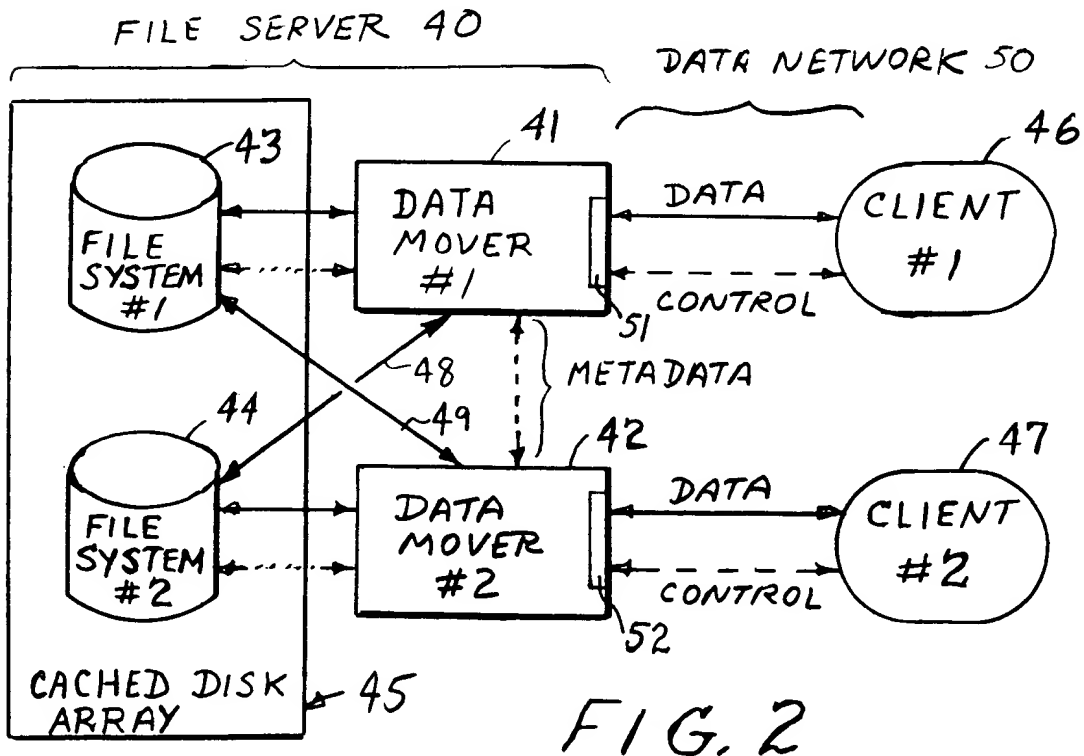 FILE SERVER 40
DATA NETWORK 50
43
41
46
FILE
SYSTEM
#1
DATA
MOVER
#1
DATA
CONTROL
51
CLIENT
#1
48
49
METADATA
44
42
47
FILE
SYSTEM
#2
DATA
MOVER
#2
DATA
CONTROL
52
CLIENT
#2
CACHED DISK
ARRAY
45
FIG. 2